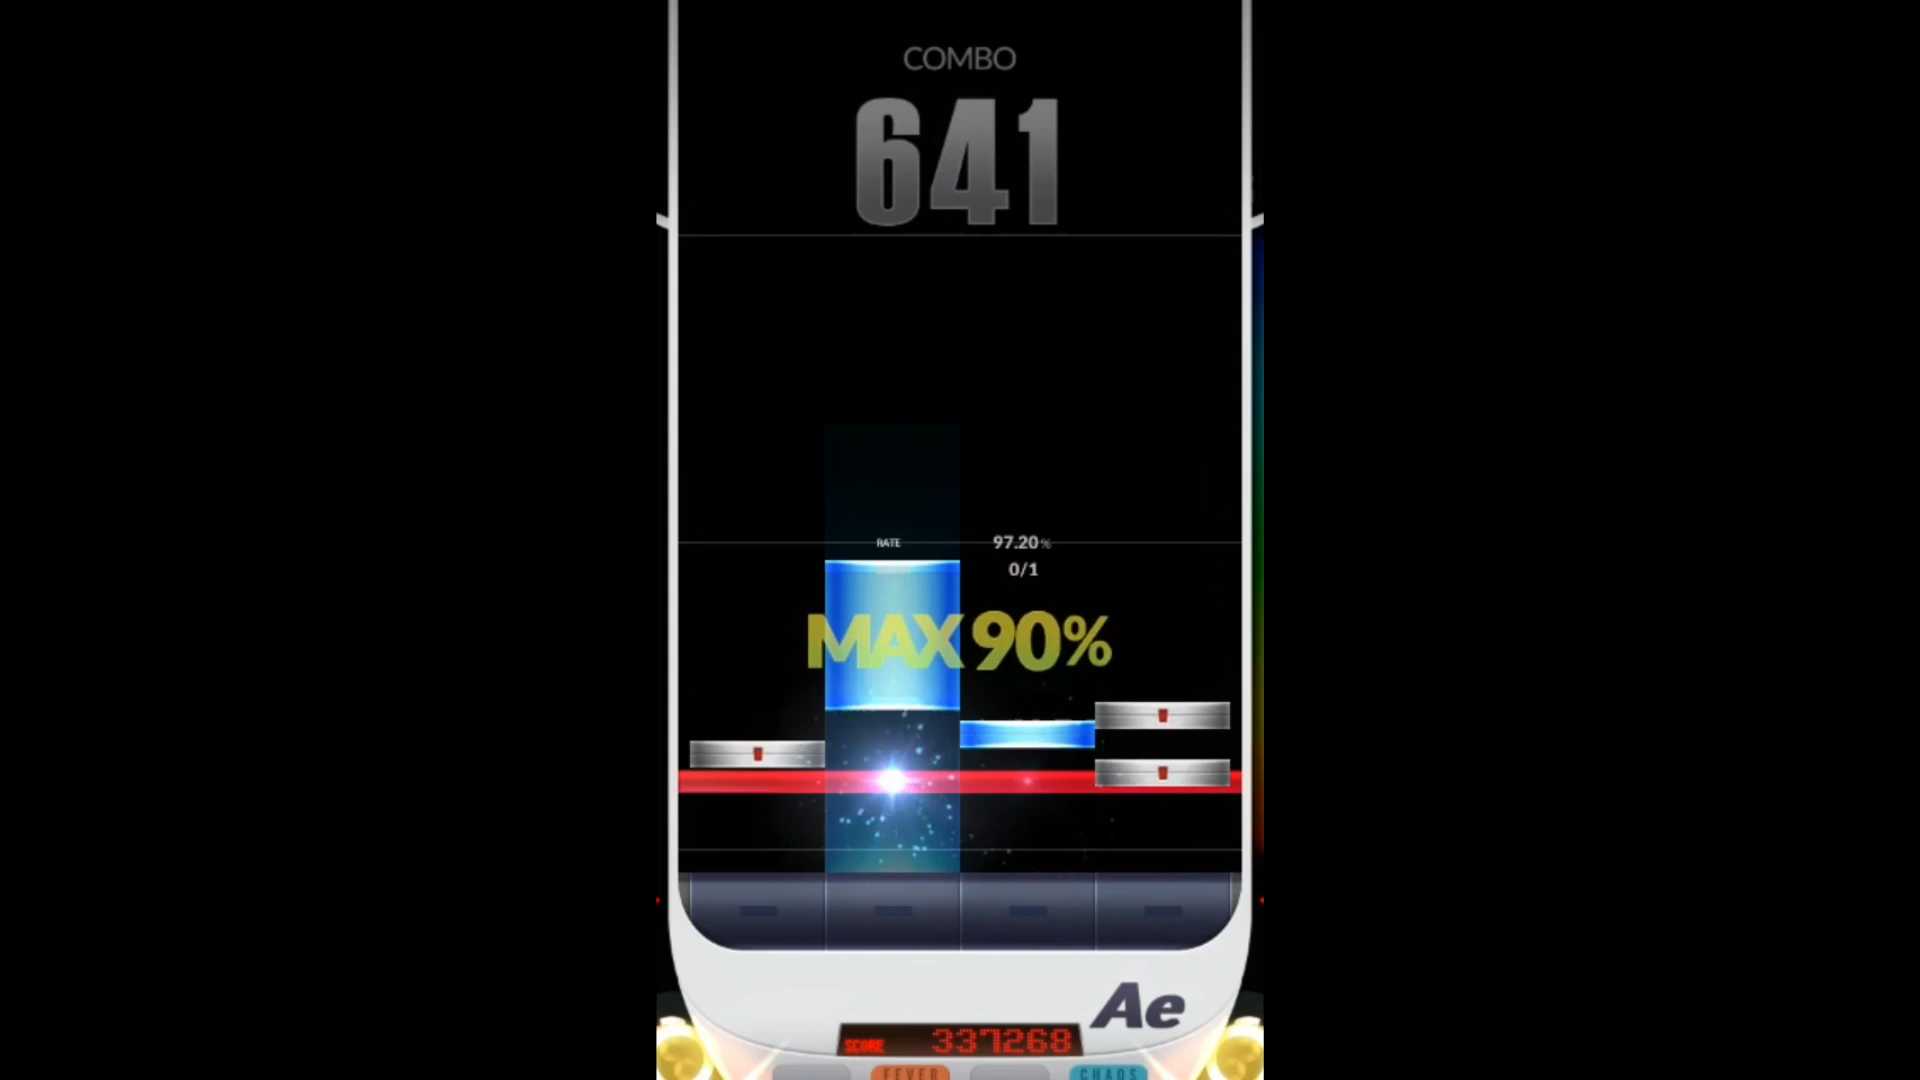 COMBO
641
RATE 97.20%
0/1
MAX 90%
Ae
SCORE 337268
FEVER CHAOS